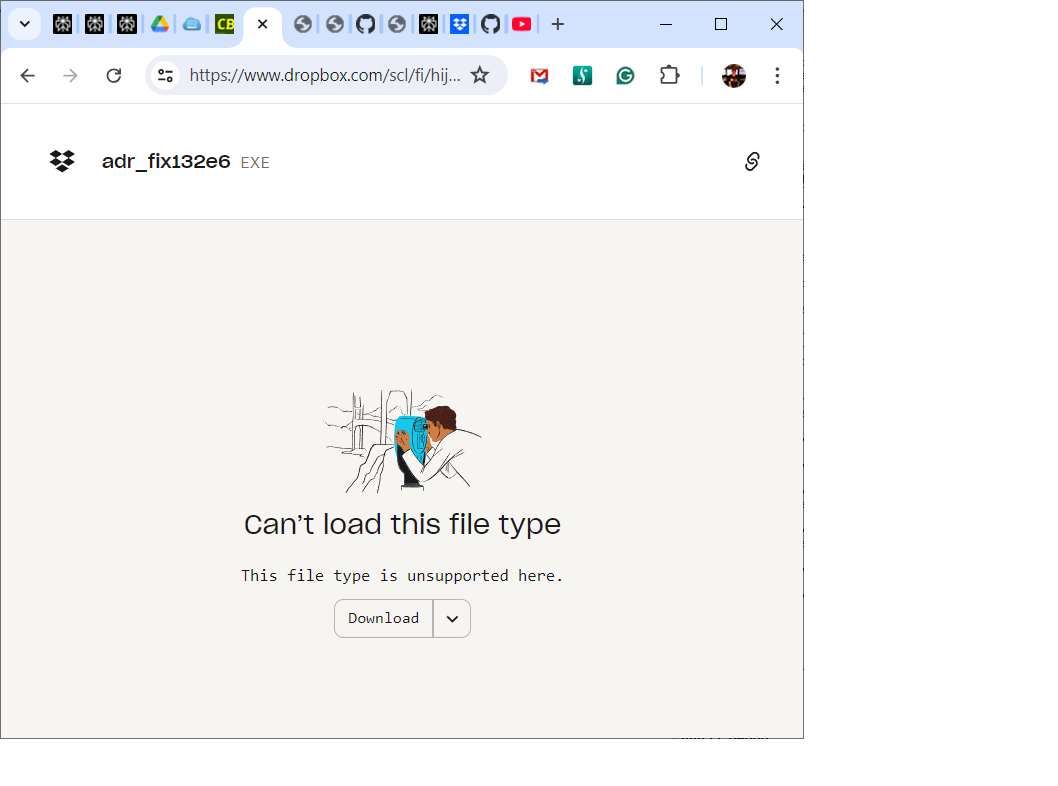 CB
https://www.dropbox.com/scl/fi/hij...
adr_fix132e6 EXE
Can’t load this file type
This file type is unsupported here.
Download